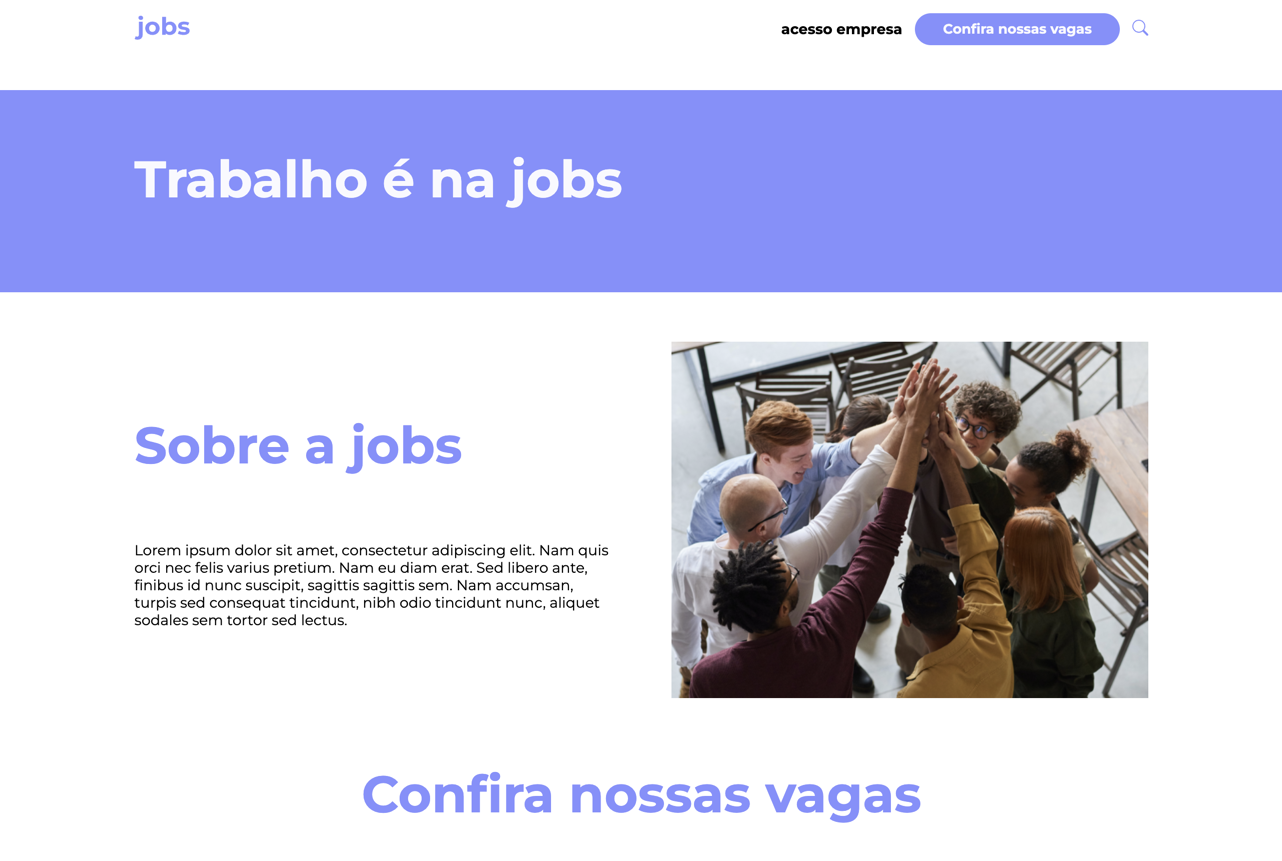 jobs
acesso empresa
Confira nossas vagas
Trabalho é na jobs
Sobre a jobs
Lorem ipsum dolor sit amet, consectetur adipiscing elit. Nam quis
orci nec felis varius pretium. Nam eu diam erat. Sed libero ante,
finibus id nunc suscipit, sagittis sagittis sem. Nam accumsan,
turpis sed consequat tincidunt, nibh odio tincidunt nunc, aliquet
sodales sem tortor sed lectus.
Confira nossas vagas